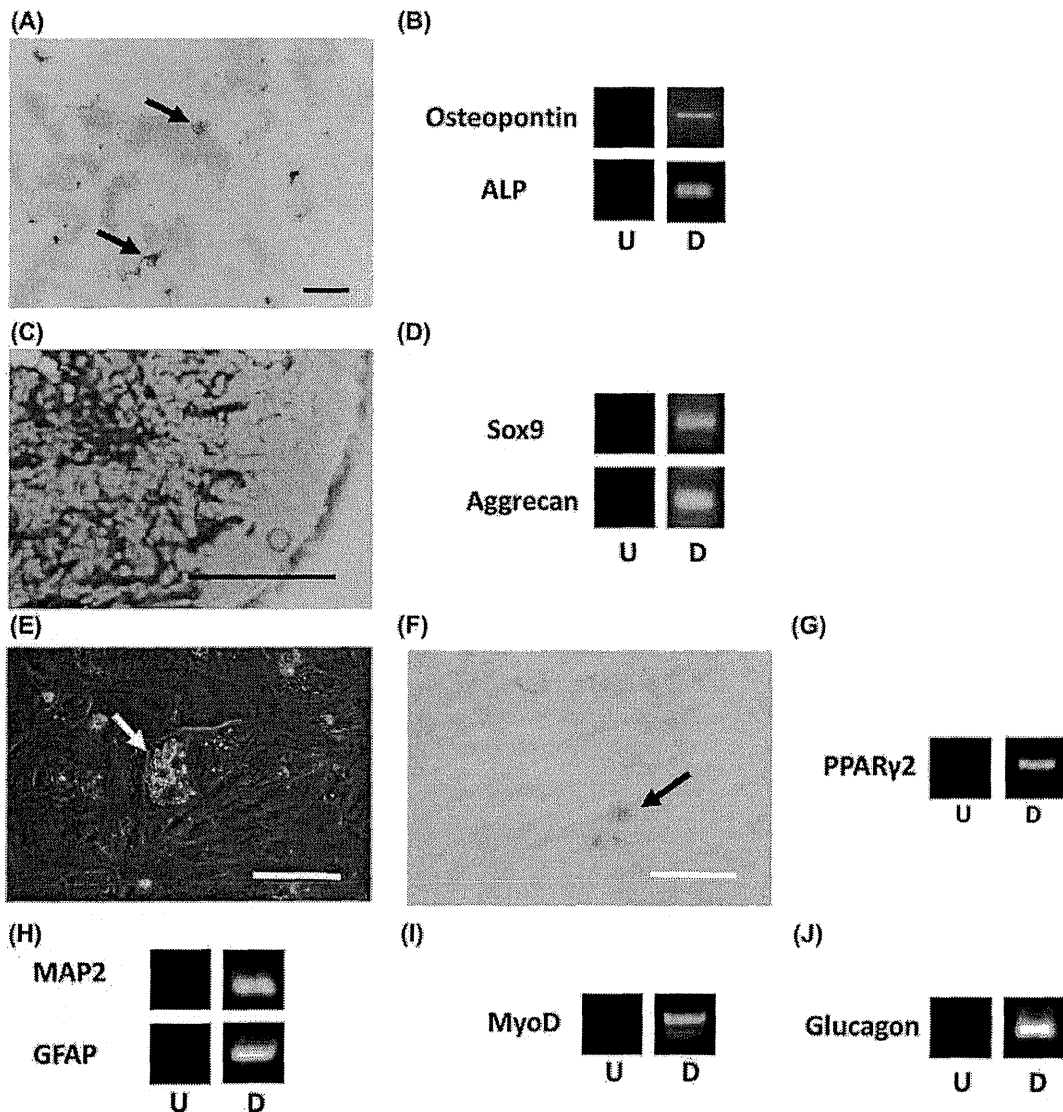 (A)
(B)
Osteopontin
ALP
U D
(C)
(D)
Sox9
Aggrecan
U D
(E)
(F)
(G)
PPARγ2
U D
(H)
MAP2
GFAP
U D
(I)
MyoD
U D
(J)
Glucagon
U D